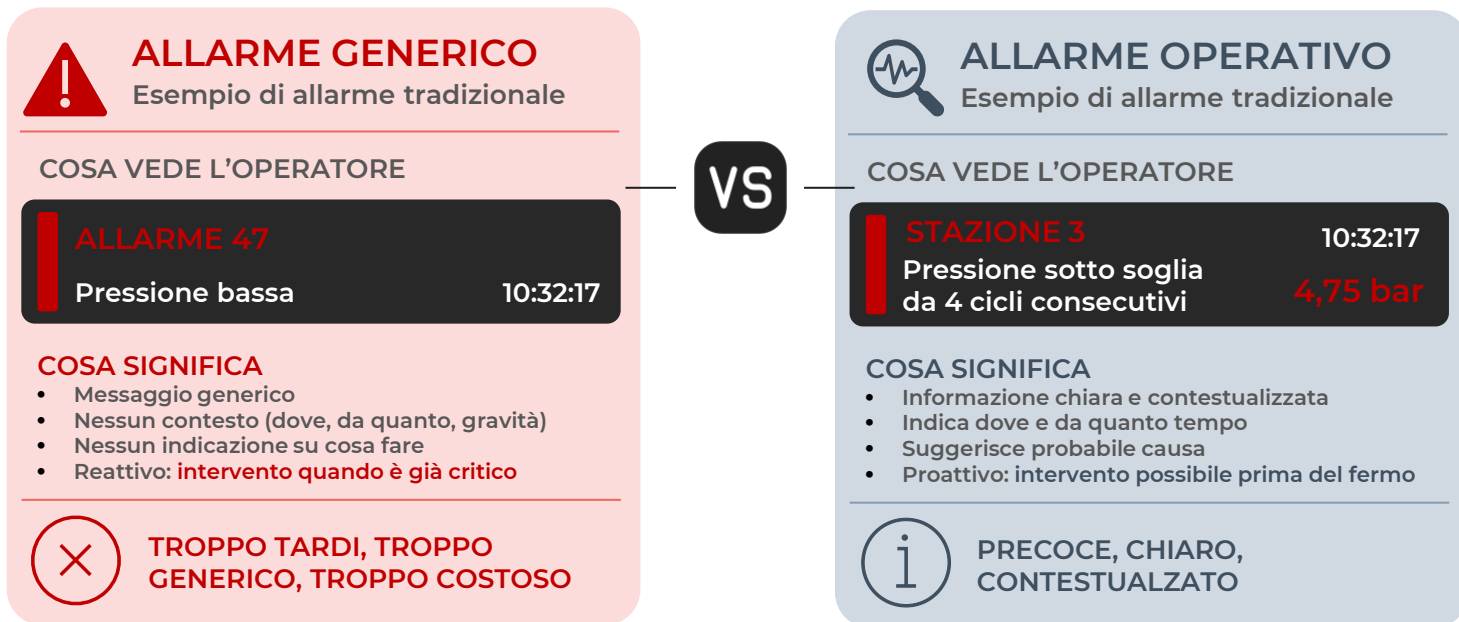 ALLARME GENERICO
Esempio di allarme tradizionale
COSA VEDE L’OPERATORE
ALLARME 47
Pressione bassa
10:32:17
COSA SIGNIFICA
• Messaggio generico
• Nessun contesto (dove, da quanto, gravità)
• Nessun indicazione su cosa fare
• Reattivo: intervento quando è già critico
TROPPO TARDI, TROPPO
GENERICO, TROPPO COSTOSO
VS
ALLARME OPERATIVO
Esempio di allarme tradizionale
COSA VEDE L’OPERATORE
STAZIONE 3
10:32:17
Pressione sotto soglia
da 4 cicli consecutivi
4,75 bar
COSA SIGNIFICA
• Informazione chiara e contestualizzata
• Indica dove e da quanto tempo
• Suggerisce probabile causa
• Proattivo: intervento possibile prima del fermo
PRECOCE, CHIARO,
CONTESTUALZATO